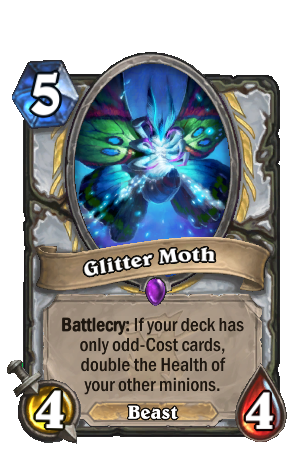 5
Glitter Moth
Battlecry: If your deck has
only odd-Cost cards,
double the Health of
your other minions.
4
Beast
4